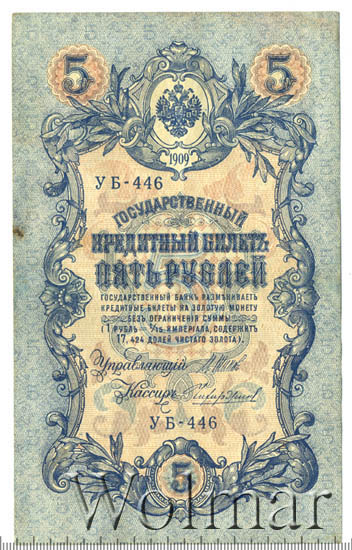 5 5
1909
УБ-446
ГОСУДАРСТВЕННЫЙ
КРЕДИТНЫЙ БИЛЕТЪ
ПЯТЬ РУБЛЕЙ
ГОСУДАРСТВЕННЫЙ БАНКЪ РАЗМѢНИВАЕТЪ
КРЕДИТНЫЕ БИЛЕТЫ НА ЗОЛОТУЮ МОНЕТУ
БЕЗЪ ОГРАНИЧЕНІЯ СУММЫ
(1 РУБЛЬ = 1/15 ИМПЕРІАЛА, СОДЕРЖИТЪ
17,424 ДОЛЕЙ ЧИСТАГО ЗОЛОТА).
Управляющій
Кассиръ
УБ-446
5
Wolmar